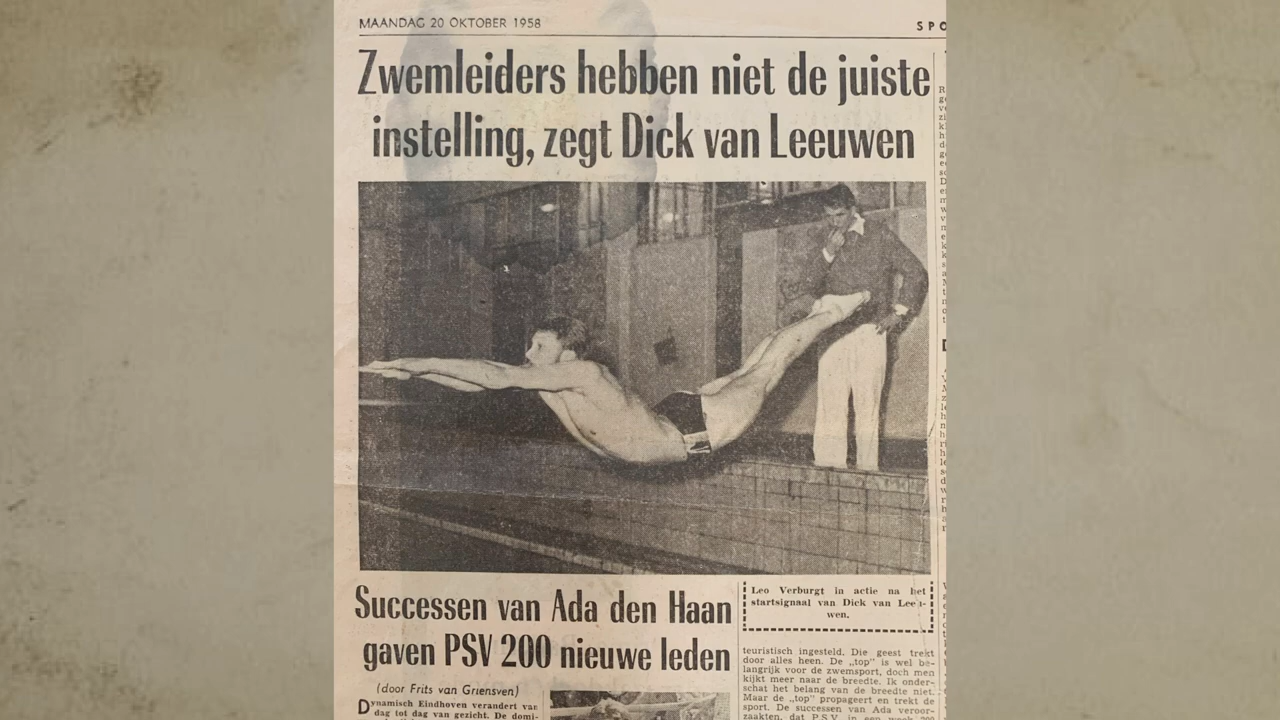 MAANDAG 20 OKTOBER 1958
SPO
Zwemleiders hebben niet de juiste
instelling, zegt Dick van Leeuwen
Leo Verburgt in actie na het
startsignaal van Dick van Lee
wen.
Successen van Ada den Haan
gaven PSV 200 nieuwe leden
(door Frits van Griensven)
Dynamisch Eindhoven verandert van
dag tot dag van gezicht. De domi-
teuristisch ingesteld. Die geest trekt
door alles heen. De „top" is wel be-
langrijk voor de zwemsport, doch men
kijkt meer naar de breedte. Ik onder-
schat het belang van de breedte niet.
Maar de „top" propageert en trekt de
sport. De successen van Ada veroor-
zaakten, dat P.S.V. in een week 200